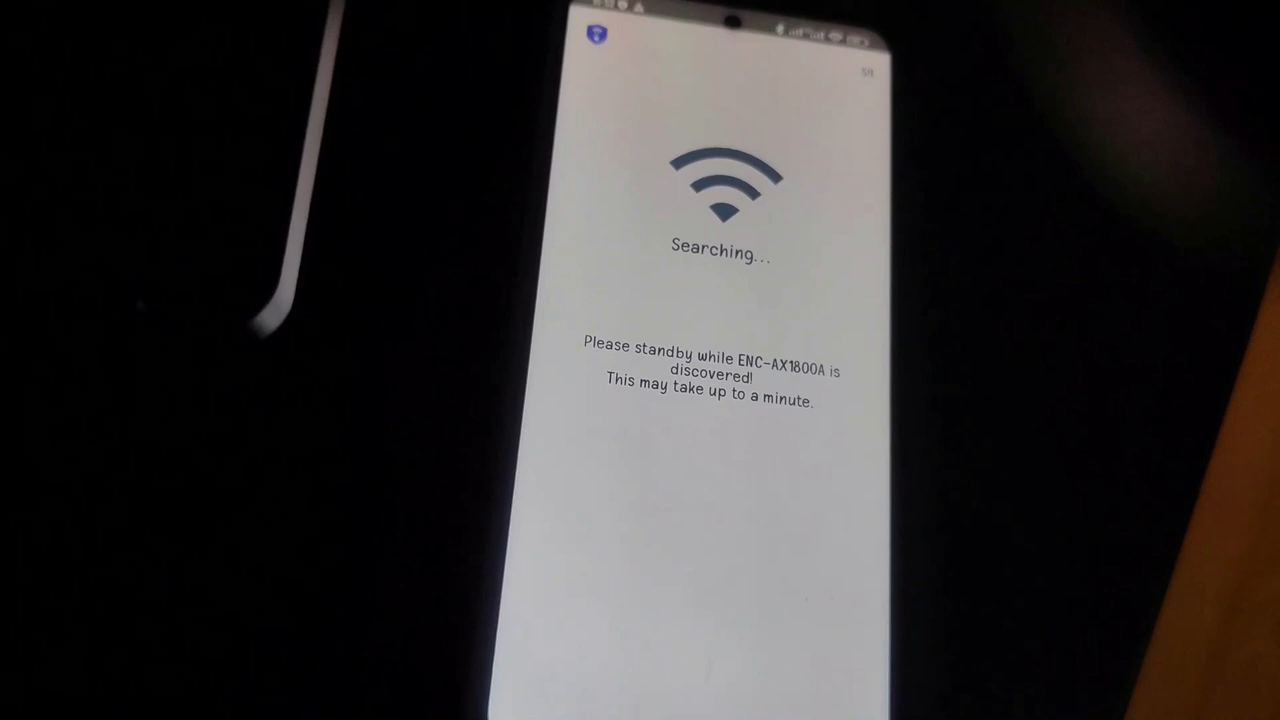 Searching...
Please standby while ENC-AX1800A is
discovered!
This may take up to a minute.